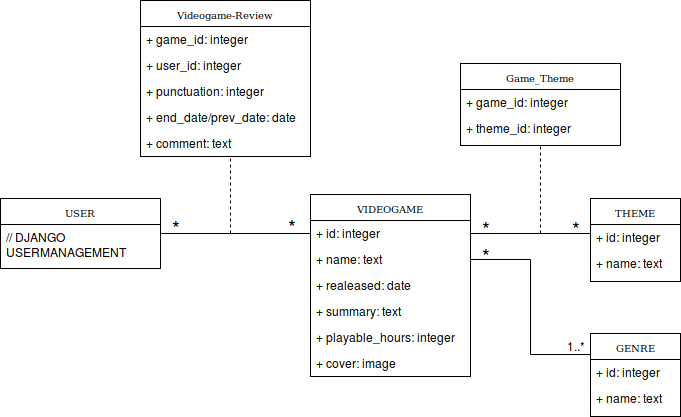 Videogame-Review
+ game_id: integer
+ user_id: integer
+ punctuation: integer
+ end_date/prev_date: date
+ comment: text
Game_Theme
+ game_id: integer
+ theme_id: integer
USER
// DJANGO
USERMANAGEMENT
*
*
VIDEOGAME
+ id: integer
+ name: text
+ realeased: date
+ summary: text
+ playable_hours: integer
+ cover: image
*
*
THEME
+ id: integer
+ name: text
*
1..*
GENRE
+ id: integer
+ name: text